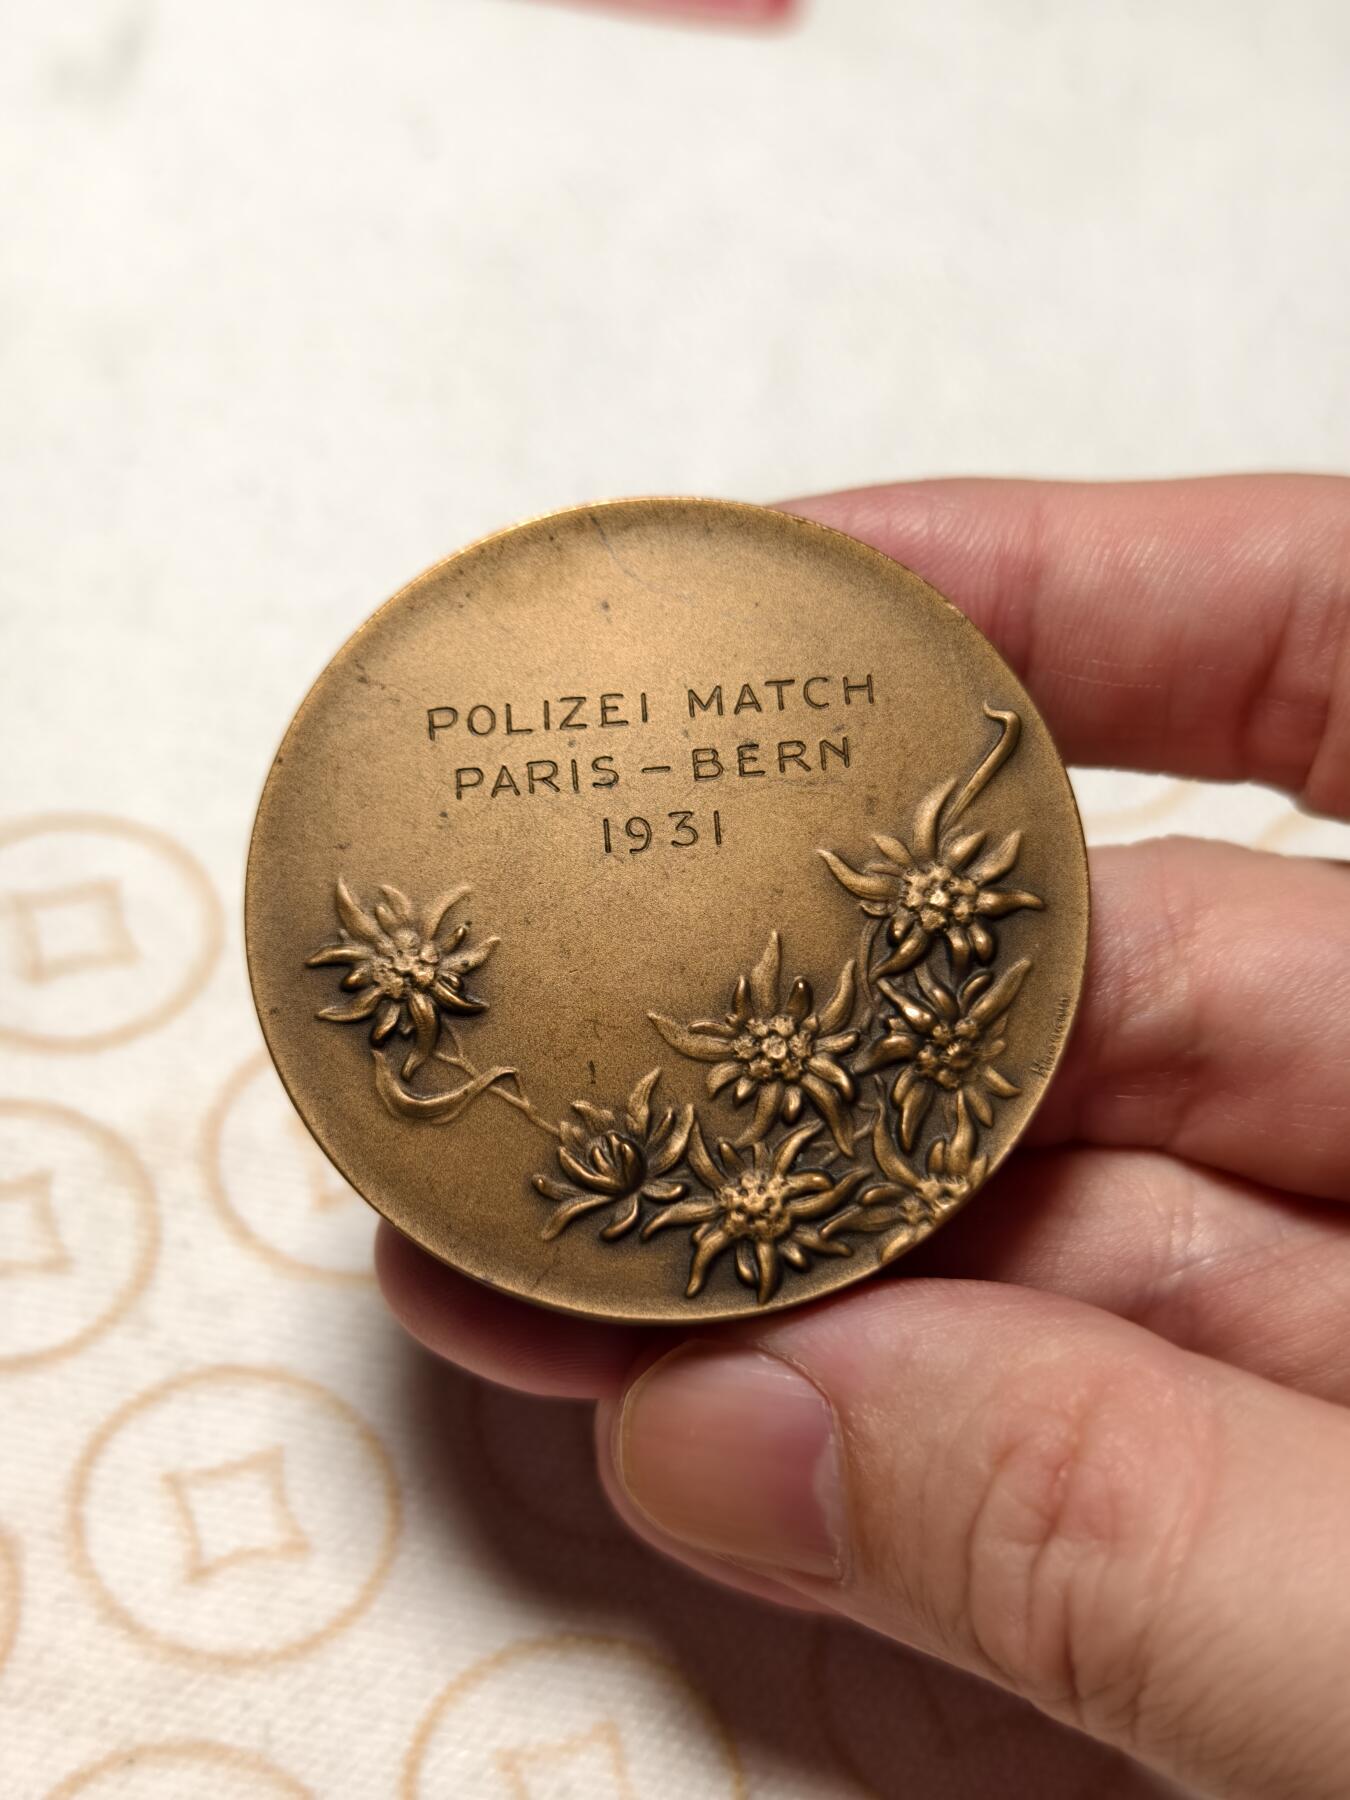 POLIZEI MATCH
PARIS – BERN
1931